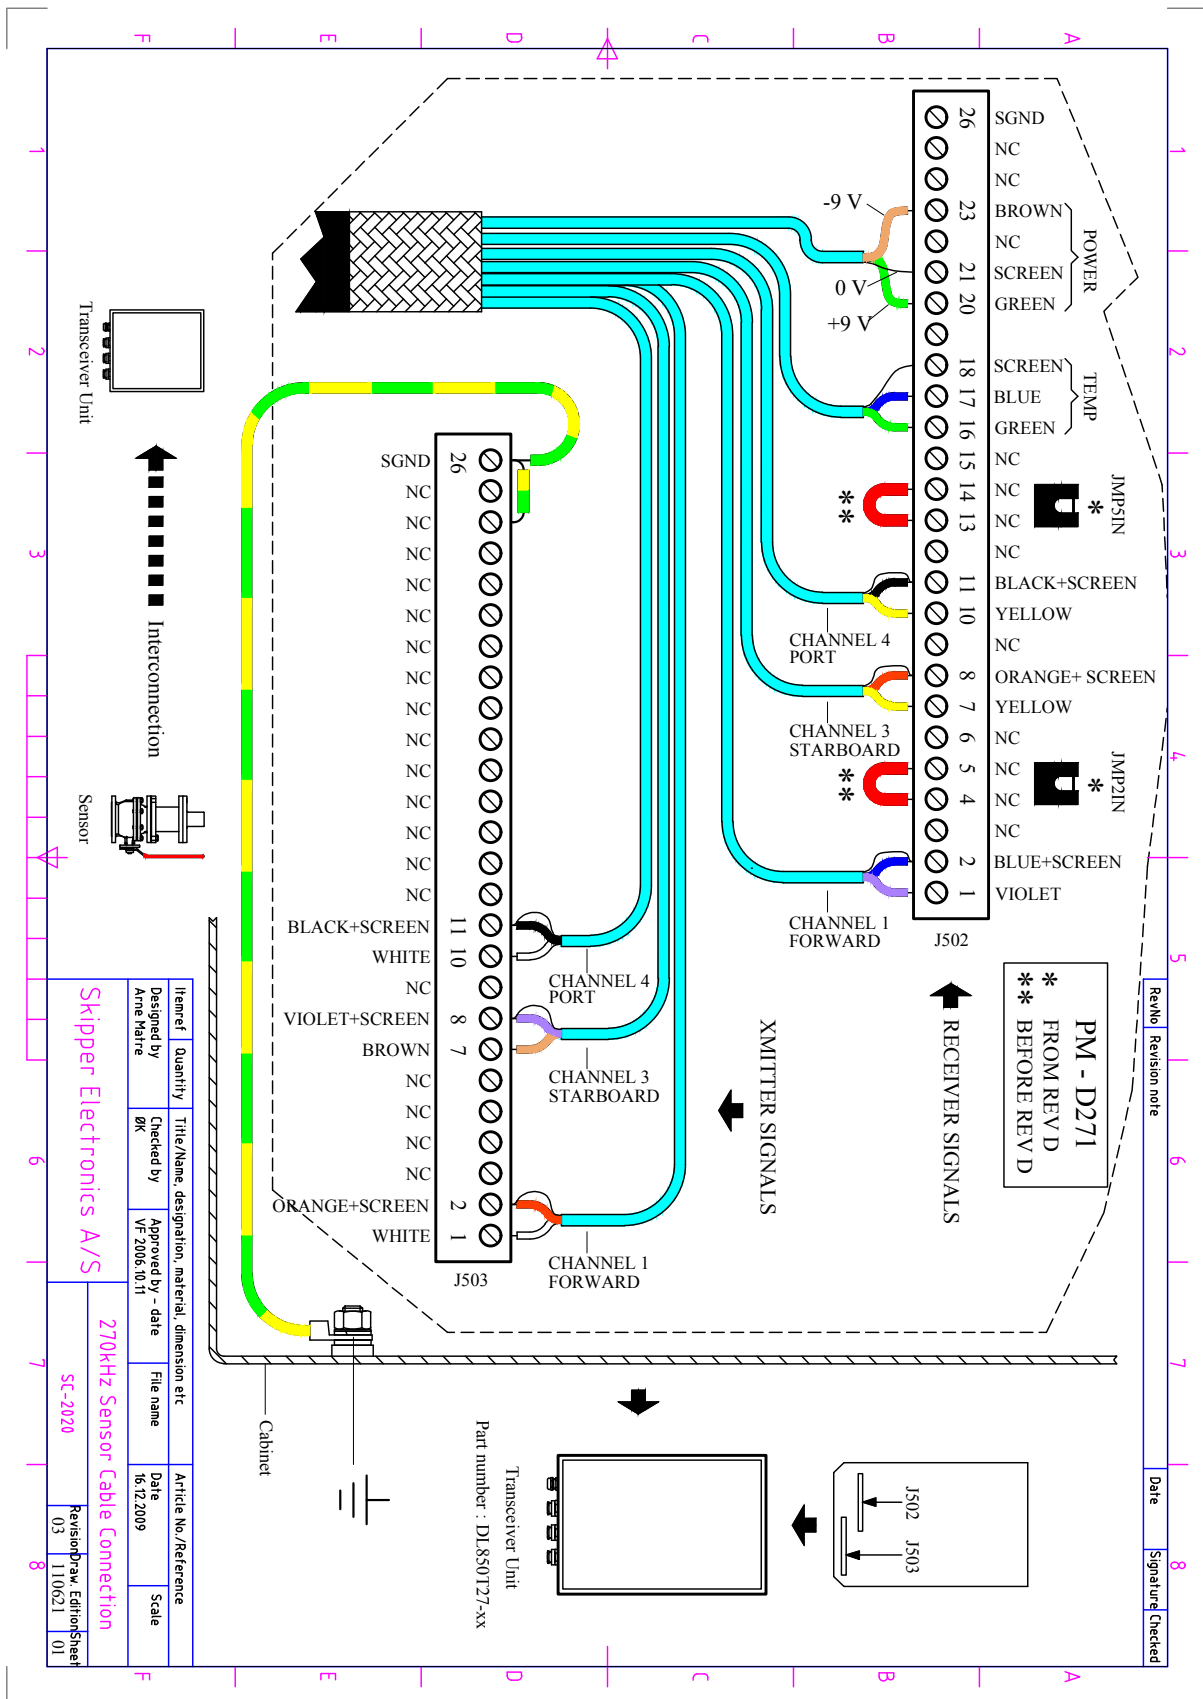 F
E
D
C
B
A
1
2
3
4
5
6
7
8
26
SGND
NC
NC
-9 V
23
BROWN
NC
POWER
0 V
21
SCREEN
+9 V
20
GREEN
18
SCREEN
17
BLUE
TEMP
16
GREEN
15
NC
14
NC
**
*
JMP5IN
13
NC
NC
11
BLACK+SCREEN
10
YELLOW
CHANNEL 4
PORT
NC
8
ORANGE+ SCREEN
7
YELLOW
CHANNEL 3
STARBOARD
6
NC
5
NC
**
*
JMP2IN
4
NC
NC
2
BLUE+SCREEN
1
VIOLET
CHANNEL 1
FORWARD
J502
SGND
26
NC
NC
NC
NC
NC
NC
NC
NC
NC
NC
NC
NC
NC
NC
BLACK+SCREEN
11
WHITE
10
CHANNEL 4
PORT
NC
VIOLET+SCREEN
8
BROWN
7
CHANNEL 3
STARBOARD
NC
NC
NC
NC
ORANGE+SCREEN
2
WHITE
1
CHANNEL 1
FORWARD
J503
Transceiver Unit
Interconnection
Sensor
PM - D271
* FROM REV D
** BEFORE REV D
RECEIVER SIGNALS
XMITTER SIGNALS
Cabinet
Transceiver Unit
Part number : DL850T27-xx
J502
J503
RevNo
Revision note
Date
Signature
Checked
Itemref
Quantity
Title/Name, designation, material, dimension etc
Article No./Reference
Designed by
Arne Matre
Checked by
ØK
Approved by - date
VF 2006.10.11
File name
Date
16.12.2009
Scale
Skipper Electronics A/S
270kHz Sensor Cable Connection
SC-2020
Revision
03
Draw. Edition
110621
Sheet
01
1
2
3
4
5
6
7
8
F
E
D
C
B
A